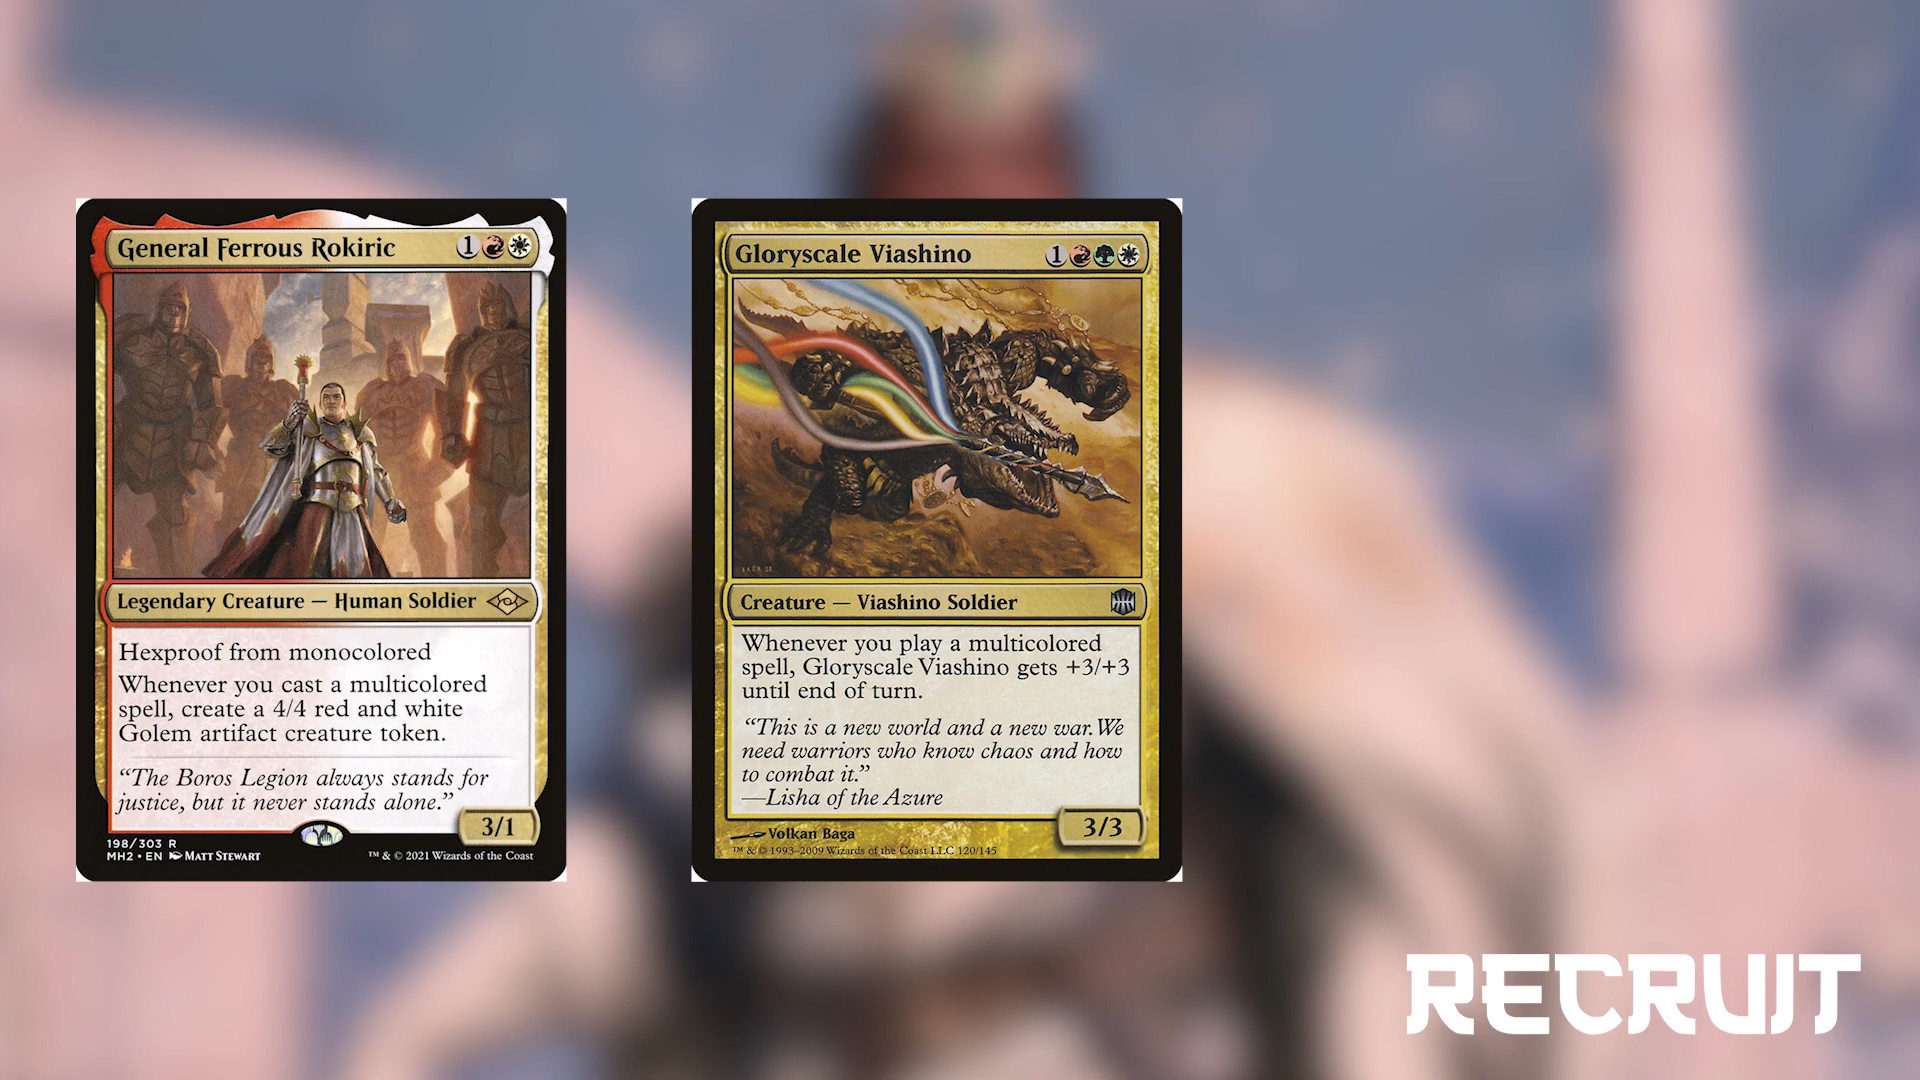 General Ferrous Rokiric 1
Legendary Creature — Human Soldier
Hexproof from monocolored
Whenever you cast a multicolored
spell, create a 4/4 red and white
Golem artifact creature token.
“The Boros Legion always stands for
justice, but it never stands alone.”
3/1
198/303 R
MH2 • EN Matt Stewart
™ & © 2021 Wizards of the Coast
Gloryscale Viashino 1
Creature — Viashino Soldier
Whenever you play a multicolored
spell, Gloryscale Viashino gets +3/+3
until end of turn.
“This is a new world and a new war. We
need warriors who know chaos and how
to combat it.”
—Lisha of the Azure
3/3
Volkan Baga
™ & © 1993–2009 Wizards of the Coast LLC 120/145
RECRUIT